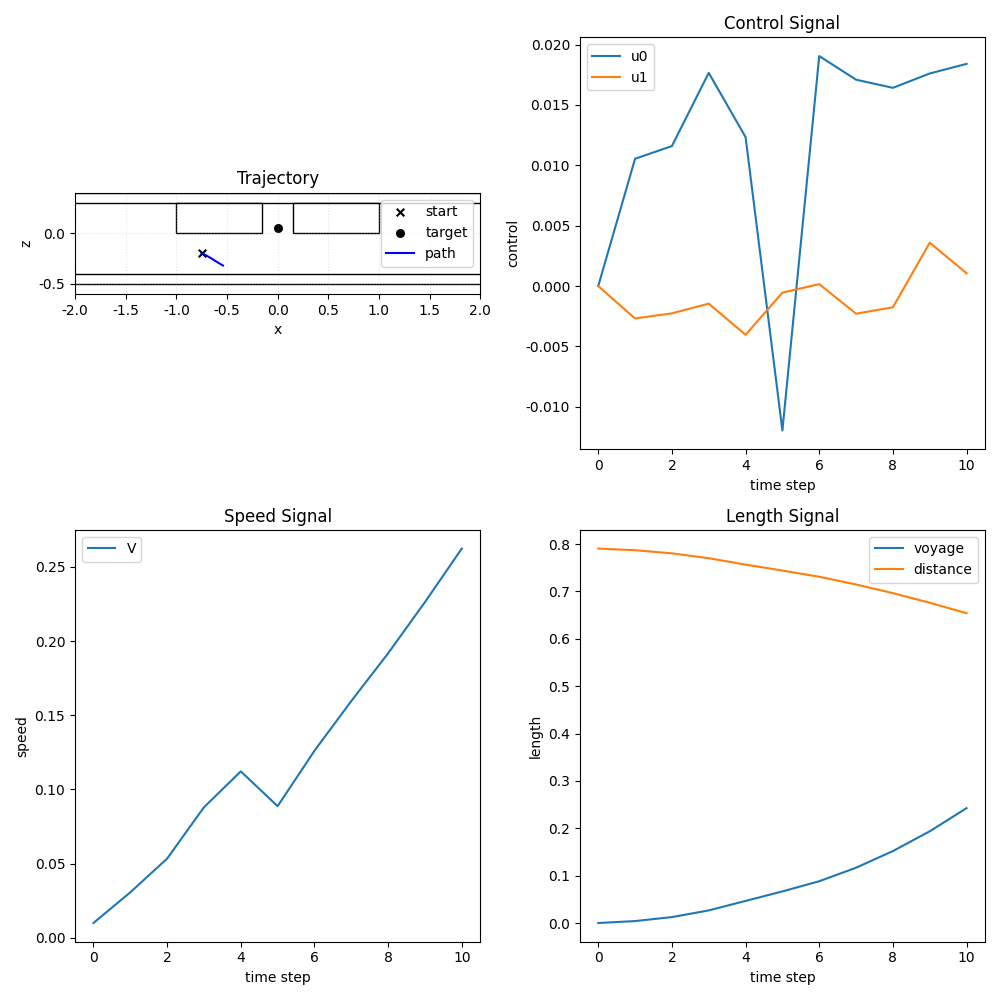 Trajectory
0.0
-0.5
z
-2.0 -1.5 -1.0 -0.5 0.0 0.5 1.0 1.5 2.0
x
start
target
path
Control Signal
0.020
0.015
0.010
0.005
0.000
-0.005
-0.010
control
0 2 4 6 8 10
time step
u0
u1
Speed Signal
0.25
0.20
0.15
0.10
0.05
0.00
speed
0 2 4 6 8 10
time step
V
Length Signal
0.8
0.7
0.6
0.5
0.4
0.3
0.2
0.1
0.0
length
0 2 4 6 8 10
time step
voyage
distance